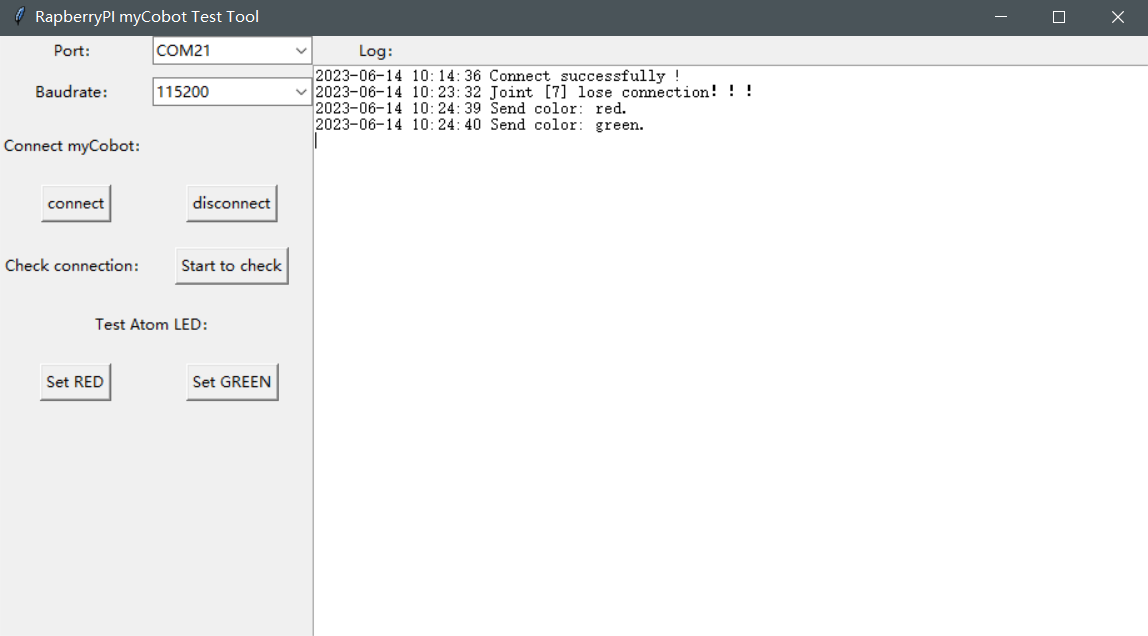 RapberryPI myCobot Test Tool
Port:
COM21
Baudrate:
115200
Connect myCobot:
connect
disconnect
Check connection:
Start to check
Test Atom LED:
Set RED
Set GREEN
Log:
2023-06-14 10:14:36 Connect successfully !
2023-06-14 10:23:32 Joint [7] lose connection！！！
2023-06-14 10:24:39 Send color: red.
2023-06-14 10:24:40 Send color: green.